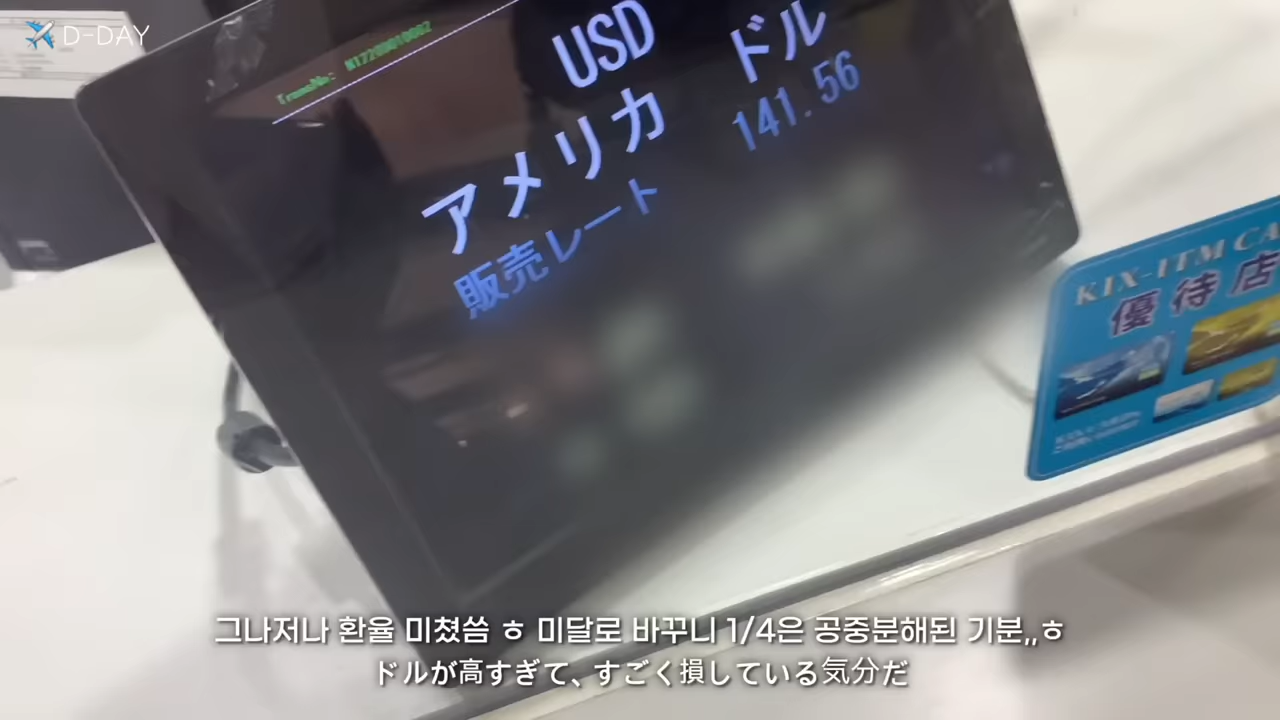 D-DAY
USD
アメリカ ドル
販売レート 141.56
KIX-ITM CA
優待店
그나저나 환율 미쳤씀 ㅎ 미달로 바꾸니 1/4은 공중분해된 기분,,ㅎ
ドルが高すぎて、すごく損している気分だ